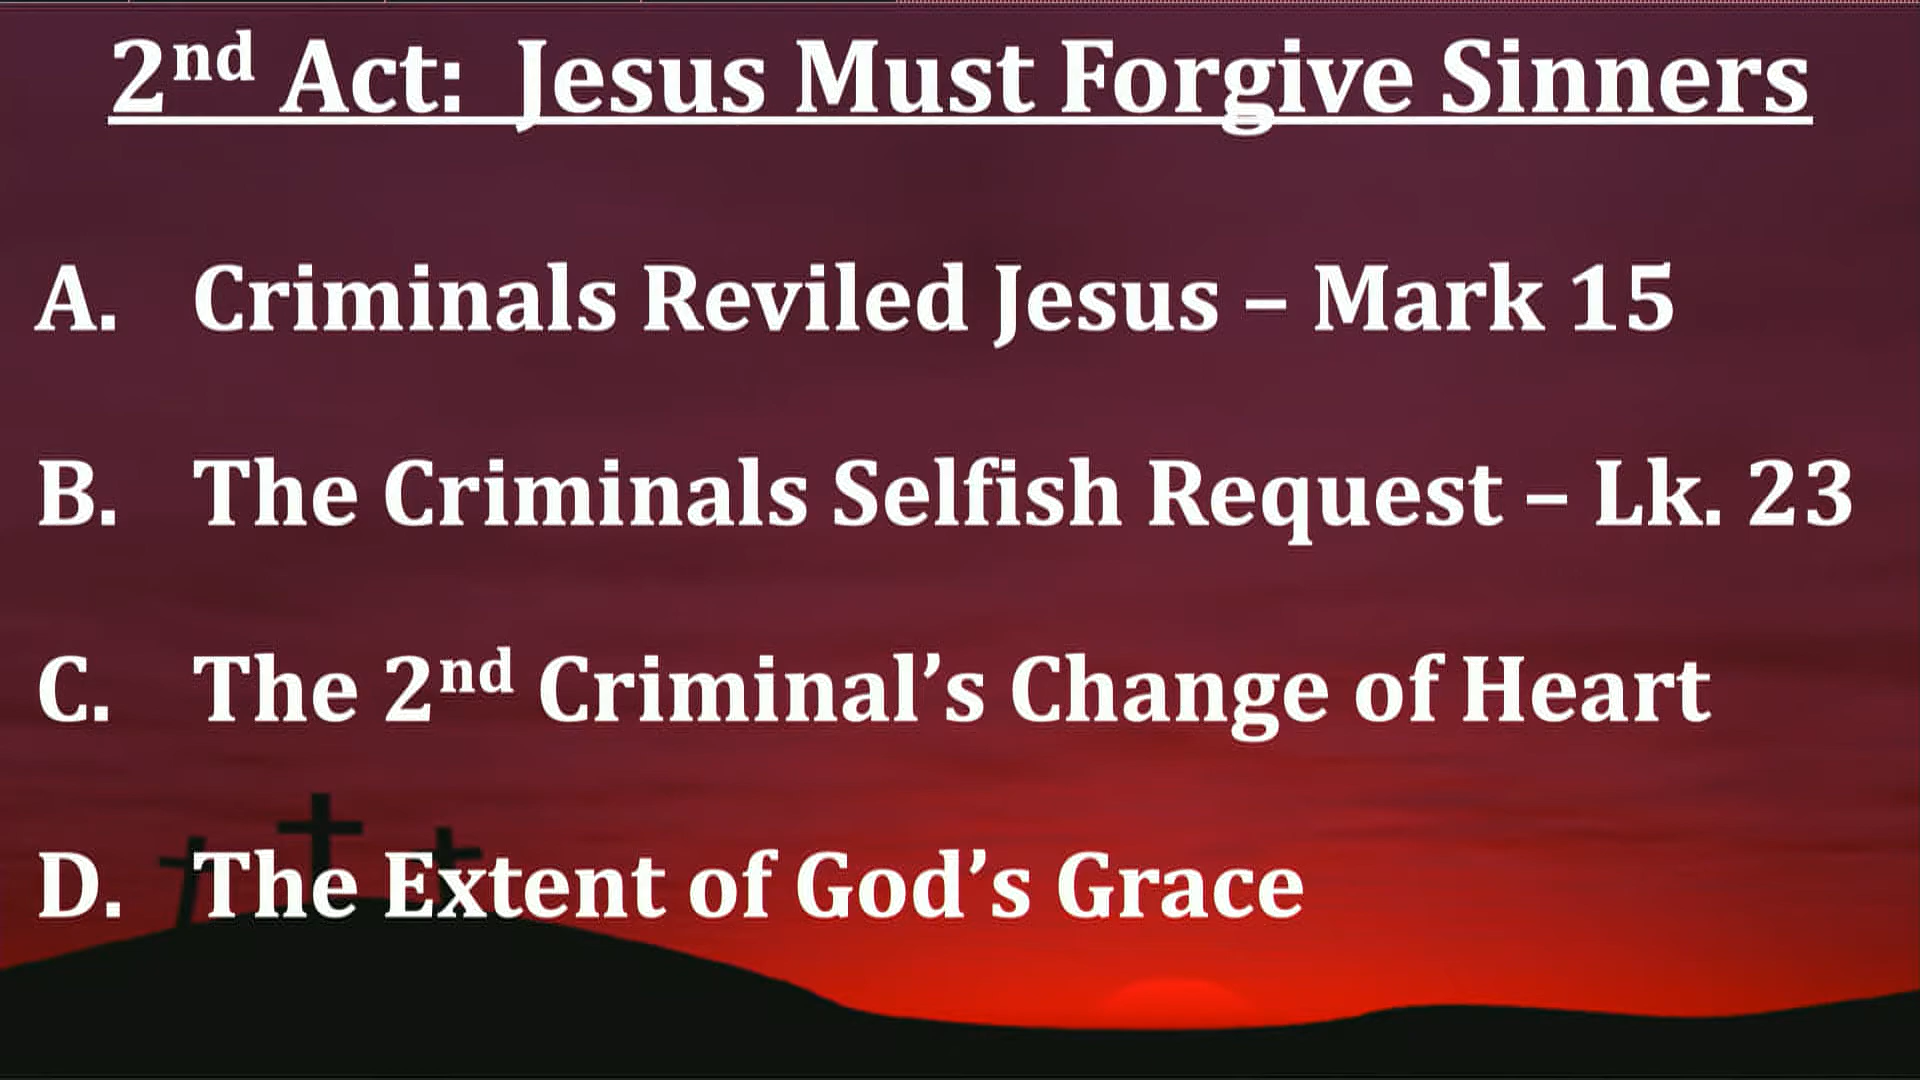 2nd Act:  Jesus Must Forgive Sinners
A. Criminals Reviled Jesus – Mark 15
B. The Criminals Selfish Request – Lk. 23
C. The 2nd Criminal’s Change of Heart
D. The Extent of God’s Grace